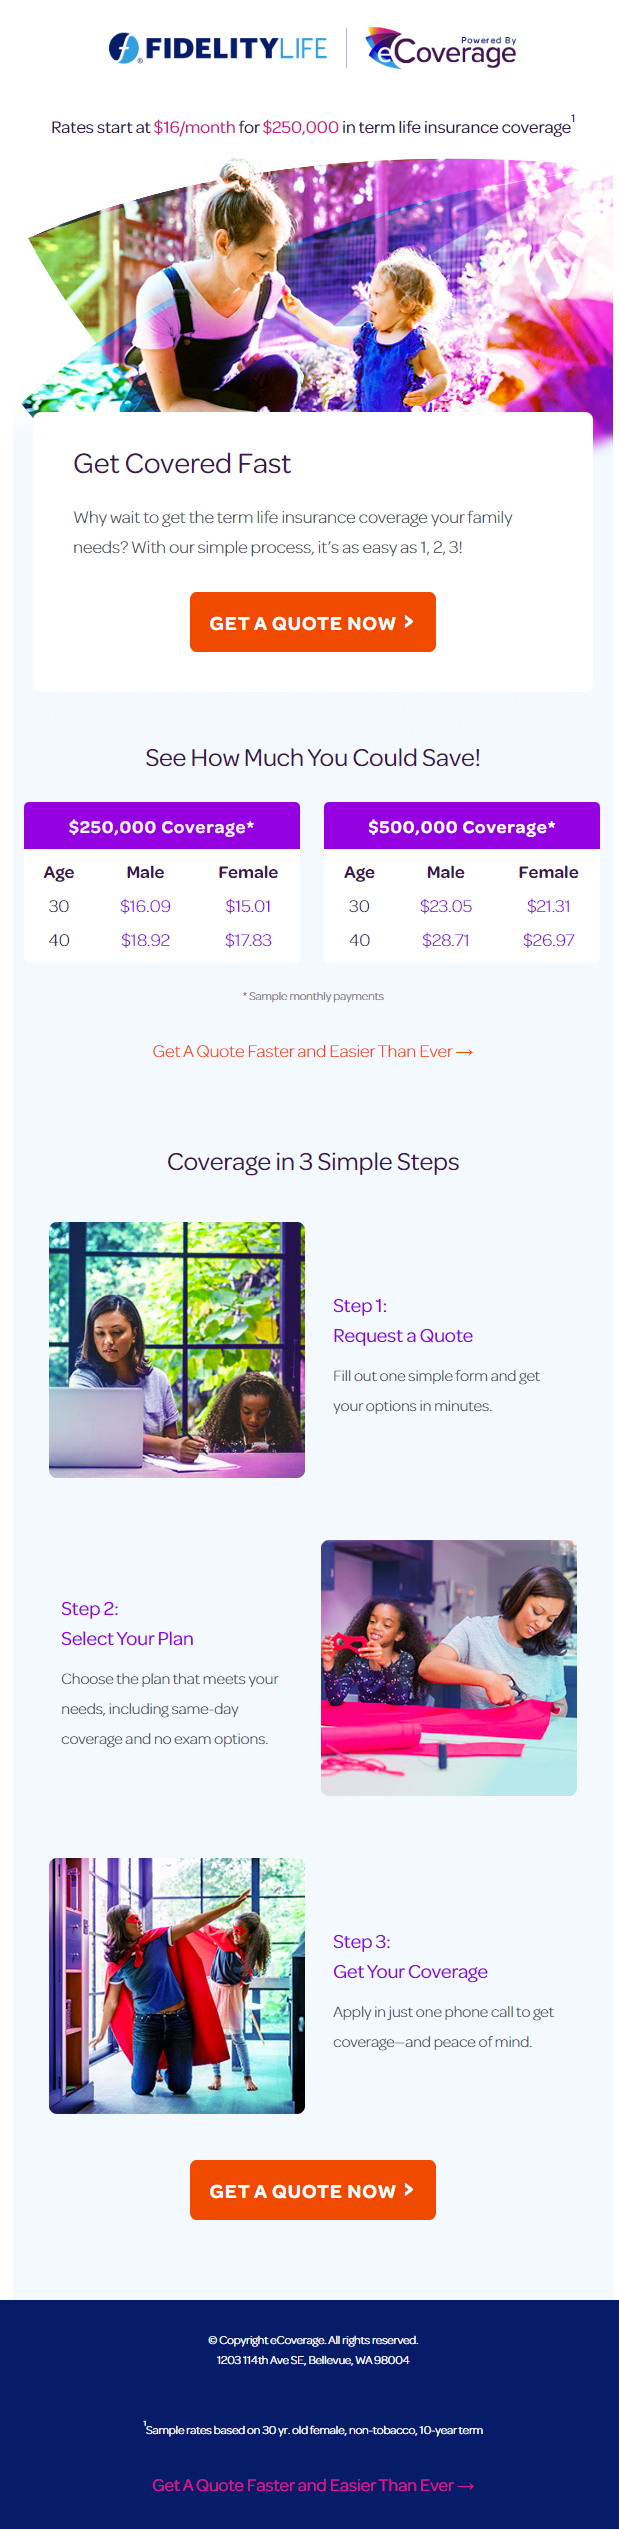 FIDELITYLIFE
®
Powered By
eCoverage
Rates start at $16/month for $250,000 in term life insurance coverage¹
Get Covered Fast
Why wait to get the term life insurance coverage your family
needs? With our simple process, it's as easy as 1, 2, 3!
GET A QUOTE NOW >
See How Much You Could Save!
$250,000 Coverage*
Age Male Female
30 $16.09 $15.01
40 $18.92 $17.83
$500,000 Coverage*
Age Male Female
30 $23.05 $21.31
40 $28.71 $26.97
* Sample monthly payments
Get A Quote Faster and Easier Than Ever →
Coverage in 3 Simple Steps
Step 1:
Request a Quote
Fill out one simple form and get
your options in minutes.
Step 2:
Select Your Plan
Choose the plan that meets your
needs, including same-day
coverage and no exam options.
Step 3:
Get Your Coverage
Apply in just one phone call to get
coverage—and peace of mind.
GET A QUOTE NOW >
© Copyright eCoverage. All rights reserved.
1203 114th Ave SE, Bellevue, WA 98004
¹Sample rates based on 30 yr. old female, non-tobacco, 10-year term
Get A Quote Faster and Easier Than Ever →